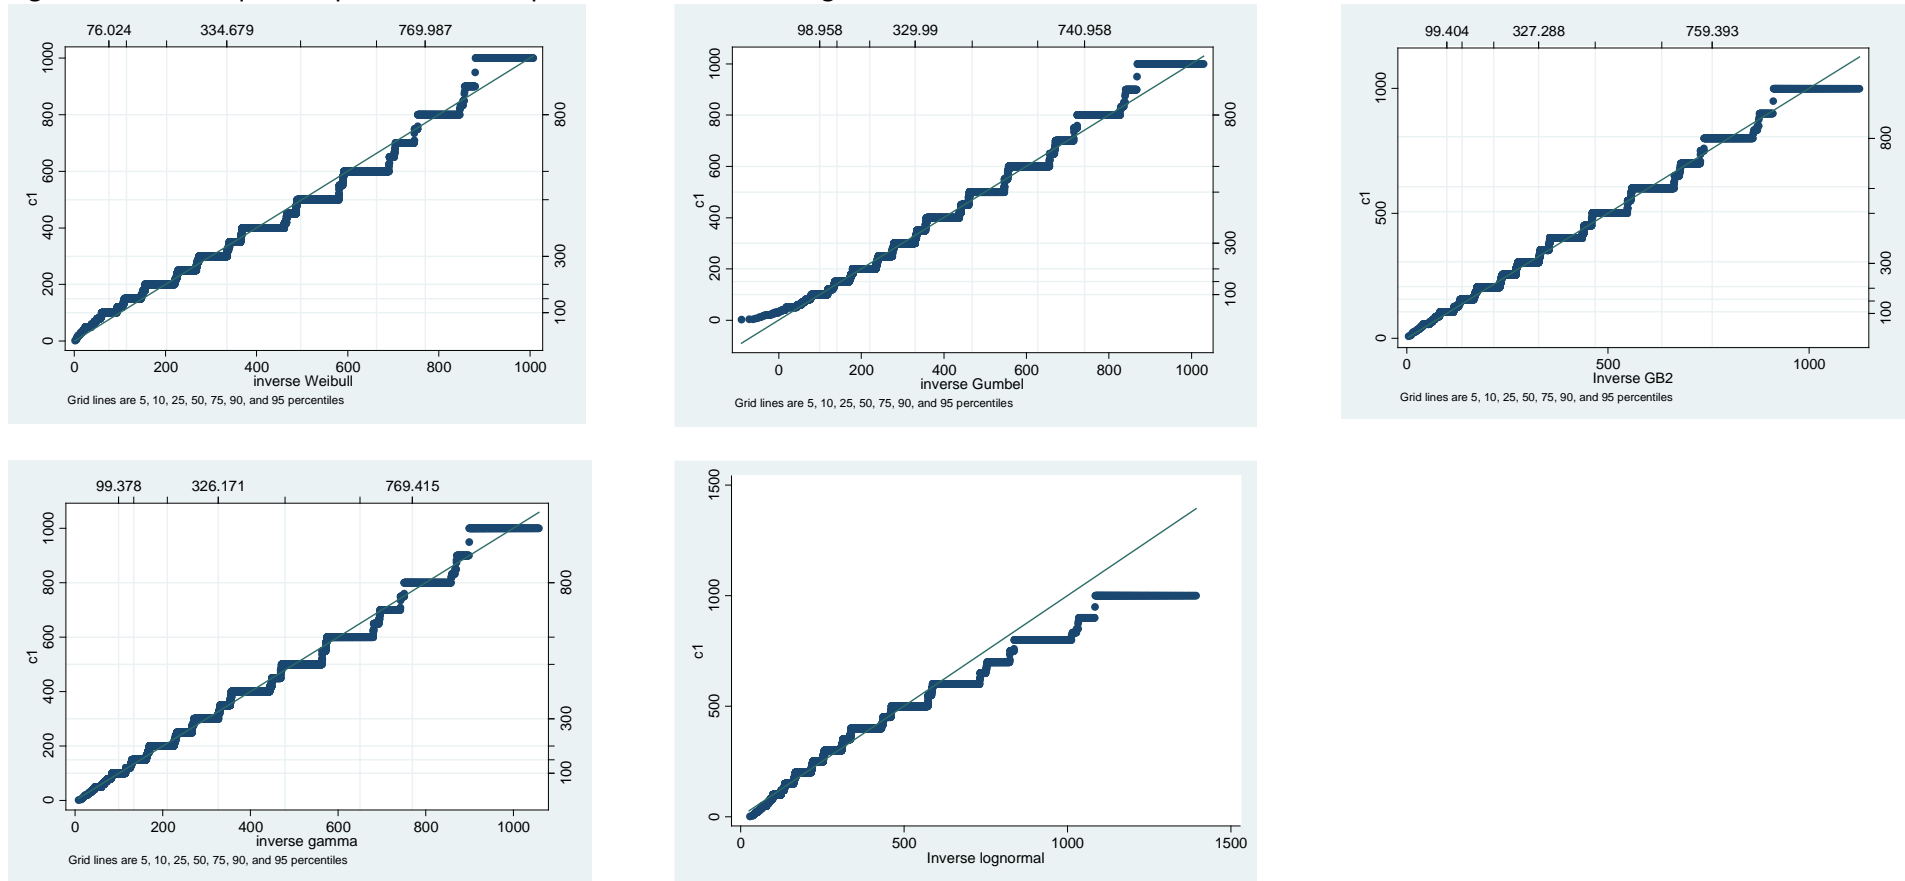 76.024 334.679 769.987
1000
800
600
400
200
0
c1
800
300
100
0 200 400 600 800 1000
inverse Weibull
Grid lines are 5, 10, 25, 50, 75, 90, and 95 percentiles
98.958 329.99 740.958
1000
800
600
400
200
0
c1
800
300
100
0 200 400 600 800 1000
inverse Gumbel
Grid lines are 5, 10, 25, 50, 75, 90, and 95 percentiles
99.404 327.288 759.393
1000
500
0
c1
800
300
100
0 500 1000
Inverse GB2
Grid lines are 5, 10, 25, 50, 75, 90, and 95 percentiles
99.378 326.171 769.415
1000
800
600
400
200
0
c1
800
300
100
0 200 400 600 800 1000
inverse gamma
Grid lines are 5, 10, 25, 50, 75, 90, and 95 percentiles
1500
1000
500
0
c1
0 500 1000 1500
Inverse lognormal